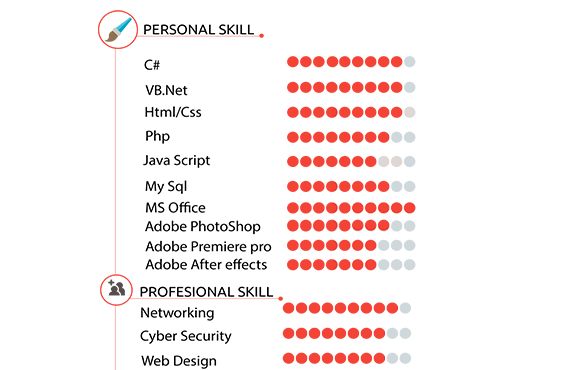 PERSONAL SKILL
C#
VB.Net
Html/Css
Php
Java Script
My Sql
MS Office
Adobe PhotoShop
Adobe Premiere pro
Adobe After effects
PROFESIONAL SKILL
Networking
Cyber Security
Web Design